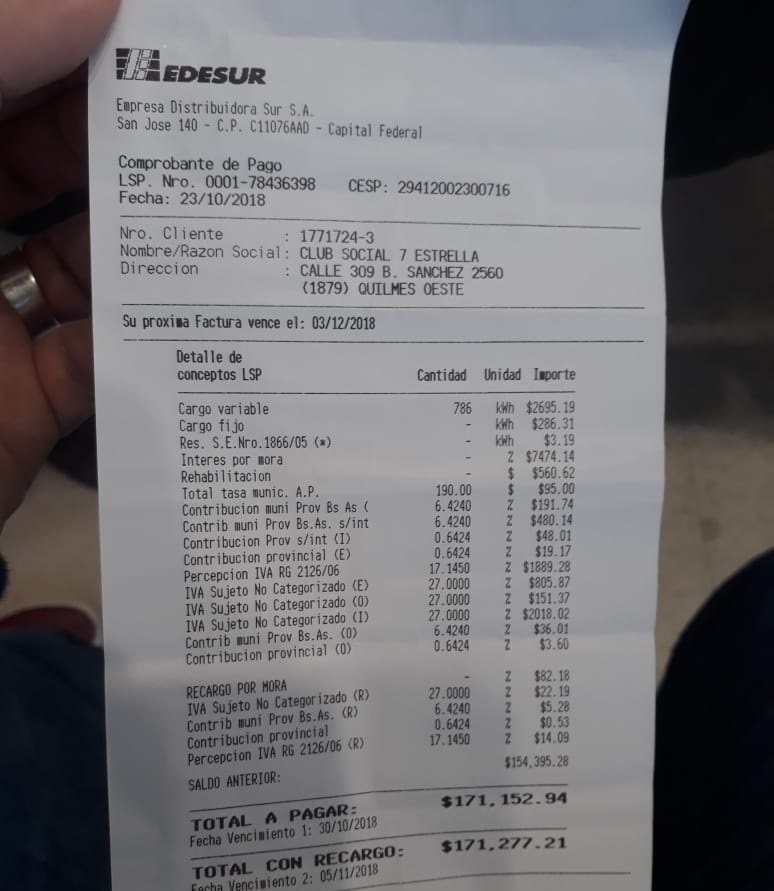 EDESUR
Empresa Distribuidora Sur S.A.
San Jose 140 - C.P. C11076AAD - Capital Federal
Comprobante de Pago
LSP. Nro. 0001-78436398 CESP: 29412002300716
Fecha: 23/10/2018
Nro. Cliente : 1771724-3
Nombre/Razon Social: CLUB SOCIAL 7 ESTRELLA
Direccion : CALLE 309 B. SANCHEZ 2560
(1879) QUILMES OESTE
Su proxima Factura vence el: 03/12/2018
Detalle de
conceptos LSP Cantidad Unidad Importe
Cargo variable 786 kWh $2695.19
Cargo fijo - kWh $286.31
Res. S.E.Nro.1866/05 (*) - kWh $3.19
Interes por mora - % $7474.14
Rehabilitacion - $ $560.62
Total tasa munic. A.P. 190.00 $ $95.00
Contribucion muni Prov Bs As ( 6.4240 % $191.74
Contrib muni Prov Bs.As. s/int 6.4240 % $480.14
Contribucion Prov s/int (I) 0.6424 % $48.01
Contribucion provincial (E) 0.6424 % $19.17
Percepcion IVA RG 2126/06 17.1450 % $1889.28
IVA Sujeto No Categorizado (E) 27.0000 % $805.87
IVA Sujeto No Categorizado (O) 27.0000 % $151.37
IVA Sujeto No Categorizado (I) 27.0000 % $2018.02
Contrib muni Prov Bs.As. (O) 6.4240 % $36.01
Contribucion provincial (O) 0.6424 % $3.60
RECARGO POR MORA - % $82.18
IVA Sujeto No Categorizado (R) 27.0000 % $22.19
Contrib muni Prov Bs.As. (R) 6.4240 % $5.28
Contribucion provincial 0.6424 % $0.53
Percepcion IVA RG 2126/06 (R) 17.1450 % $14.09
SALDO ANTERIOR: $154,395.28
TOTAL A PAGAR: $171,152.94
Fecha Vencimiento 1: 30/10/2018
TOTAL CON RECARGO: $171,277.21
Fecha Vencimiento 2: 05/11/2018